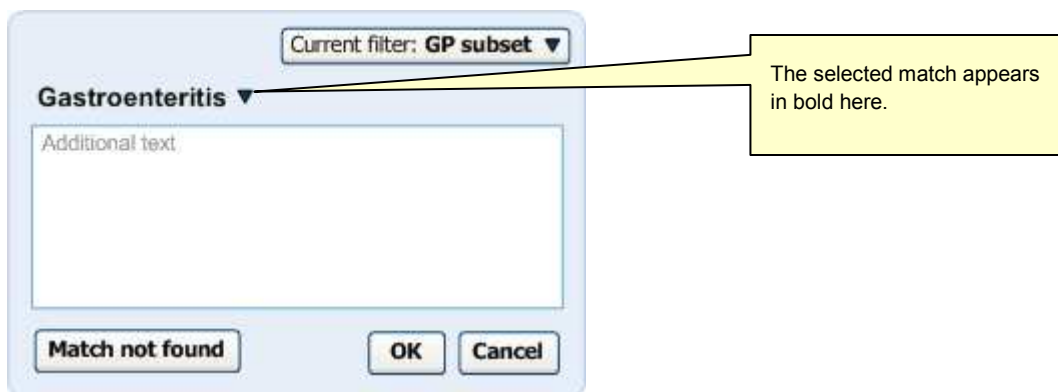 Current filter: GP subset ▼
The selected match appears
in bold here.
Gastroenteritis ▼
Additional text
Match not found
OK
Cancel